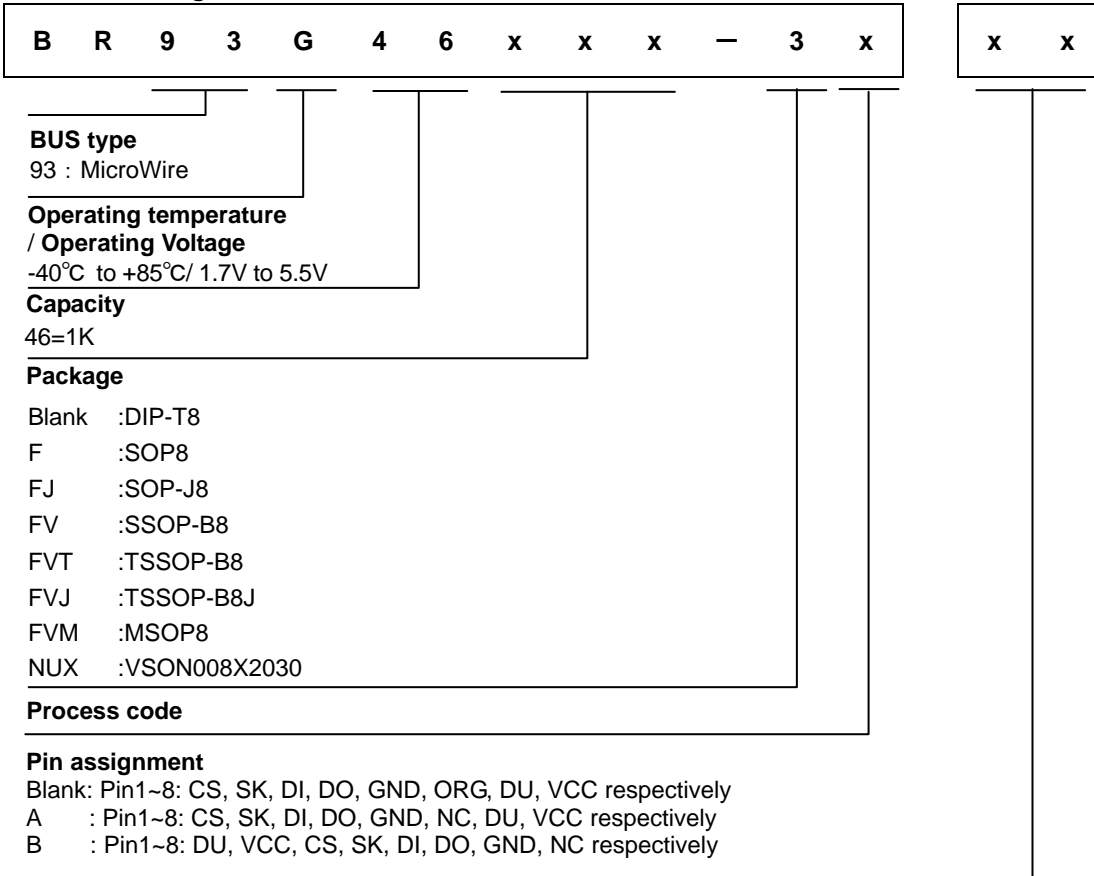 B R 9 3 G 4 6 x x x － 3 x x x
BUS type
93 : MicroWire
Operating temperature
/ Operating Voltage
-40℃ to +85℃/ 1.7V to 5.5V
Capacity
46=1K
Package
Blank :DIP-T8
F :SOP8
FJ :SOP-J8
FV :SSOP-B8
FVT :TSSOP-B8
FVJ :TSSOP-B8J
FVM :MSOP8
NUX :VSON008X2030
Process code
Pin assignment
Blank: Pin1~8: CS, SK, DI, DO, GND, ORG, DU, VCC respectively
A : Pin1~8: CS, SK, DI, DO, GND, NC, DU, VCC respectively
B : Pin1~8: DU, VCC, CS, SK, DI, DO, GND, NC respectively